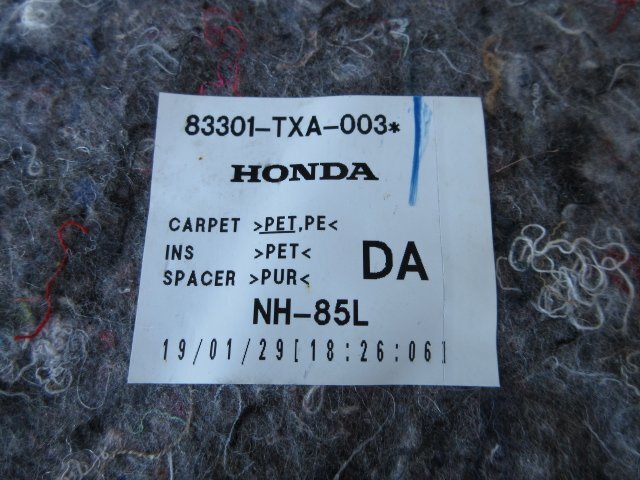 83301-TXA-003*
HONDA
CARPET >PET,PE<
INS >PET<
SPACER >PUR<
DA
NH-85L
19/01/29[18:26:06]